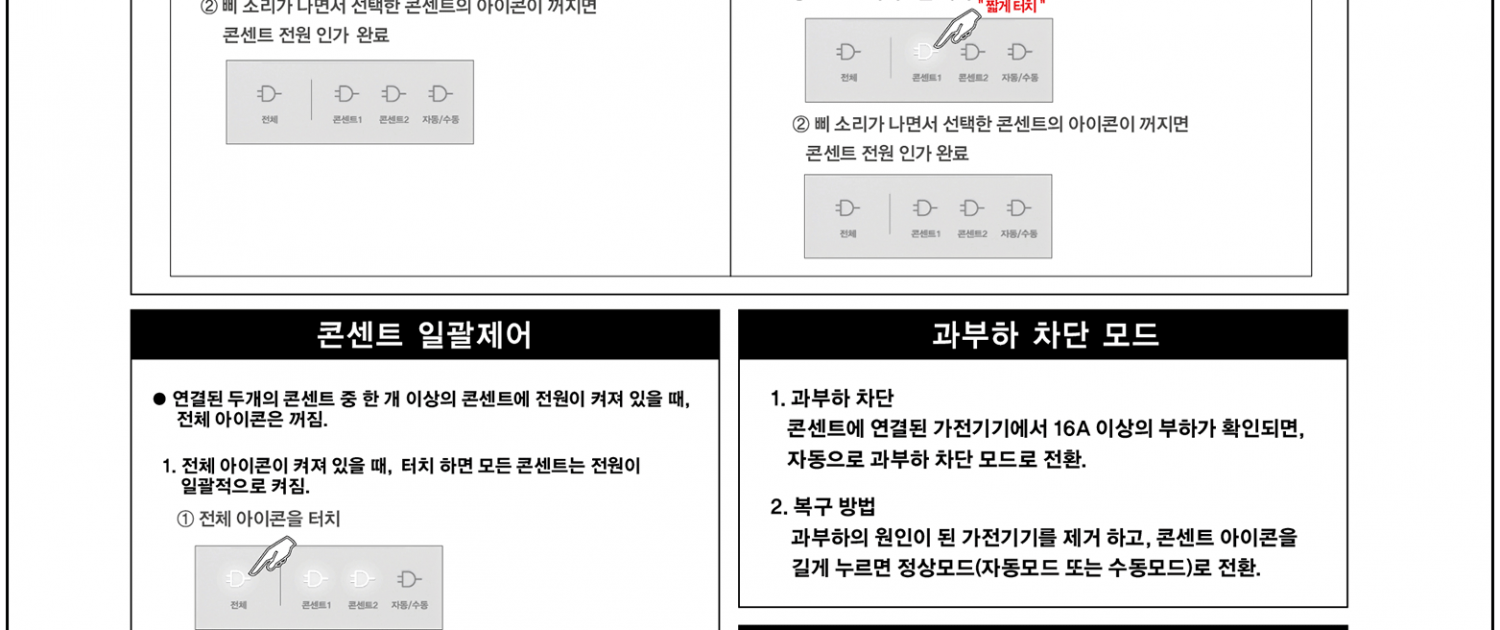 ② 삐 소리가 나면서 선택한 콘센트의 아이콘이 꺼지면
콘센트 전원 인가 완료
전체 콘센트1 콘센트2 자동/수동
" 짧게 터치 "
전체 콘센트1 콘센트2 자동/수동
② 삐 소리가 나면서 선택한 콘센트의 아이콘이 꺼지면
콘센트 전원 인가 완료
전체 콘센트1 콘센트2 자동/수동
콘센트 일괄제어
● 연결된 두개의 콘센트 중 한 개 이상의 콘센트에 전원이 켜져 있을 때,
전체 아이콘은 꺼짐.
1. 전체 아이콘이 켜져 있을 때, 터치 하면 모든 콘센트는 전원이
일괄적으로 켜짐.
① 전체 아이콘을 터치
전체 콘센트1 콘센트2 자동/수동
과부하 차단 모드
1. 과부하 차단
콘센트에 연결된 가전기기에서 16A 이상의 부하가 확인되면,
자동으로 과부하 차단 모드로 전환.
2. 복구 방법
과부하의 원인이 된 가전기기를 제거 하고, 콘센트 아이콘을
길게 누르면 정상모드(자동모드 또는 수동모드)로 전환.